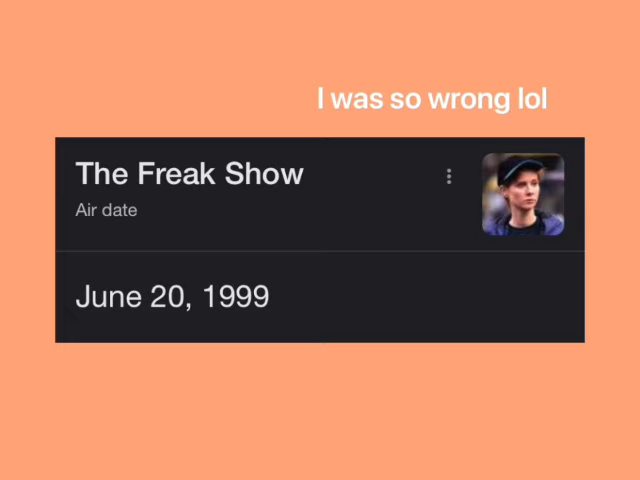 I was so wrong lol
The Freak Show
Air date
June 20, 1999